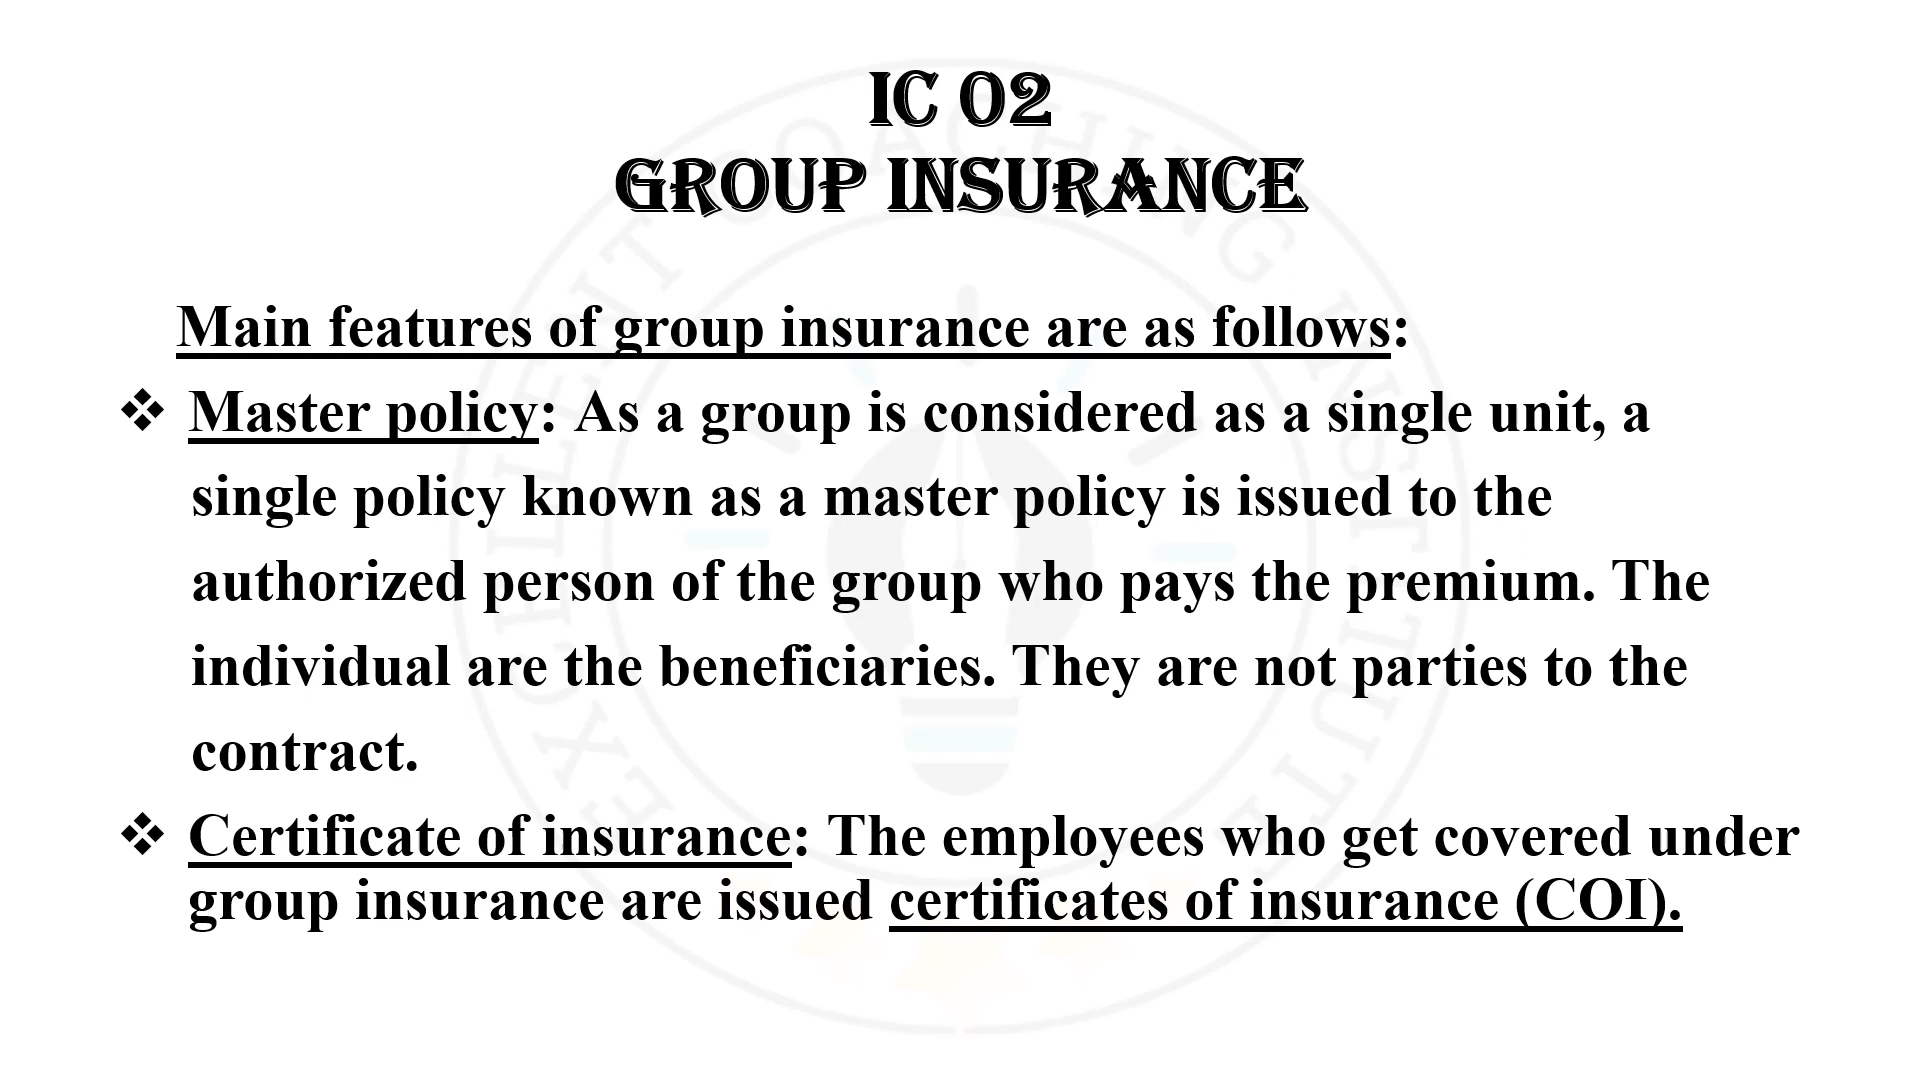 IC 02
GROUP INSURANCE
Main features of group insurance are as follows:
❖ Master policy: As a group is considered as a single unit, a
single policy known as a master policy is issued to the
authorized person of the group who pays the premium. The
individual are the beneficiaries. They are not parties to the
contract.
❖ Certificate of insurance: The employees who get covered under
group insurance are issued certificates of insurance (COI).
EXCELLENT COACHING INSTITUTE